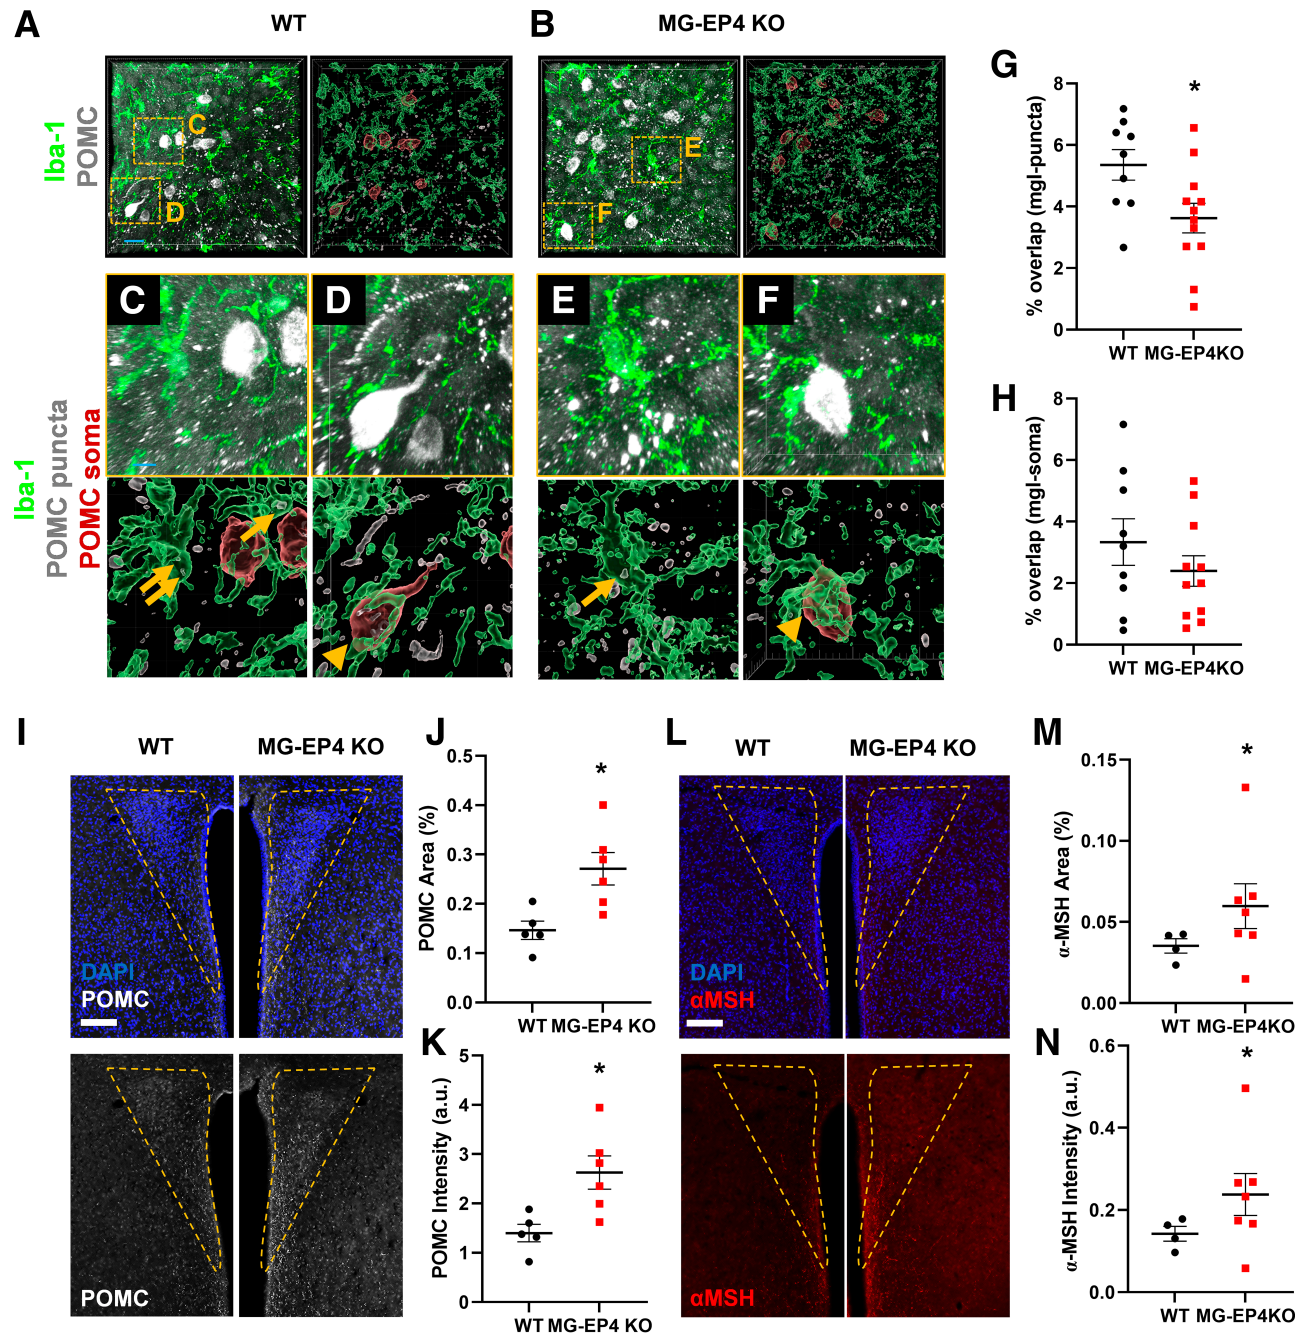 A
WT
B
MG-EP4 KO
Iba-1
POMC
C
D
E
F
G
*
8
6
4
2
0
% overlap (mgl-puncta)
WT MG-EP4KO
C
D
E
F
Iba-1
POMC puncta
POMC soma
H
8
6
4
2
0
% overlap (mgl-soma)
WT MG-EP4KO
I
WT
MG-EP4 KO
DAPI
POMC
POMC
J
*
0.5
0.4
0.3
0.2
0.1
0.0
POMC Area (%)
WT MG-EP4 KO
K
*
5
4
3
2
1
0
POMC Intensity (a.u.)
WT MG-EP4 KO
L
WT
MG-EP4 KO
DAPI
αMSH
αMSH
M
*
0.15
0.10
0.05
0.00
α-MSH Area (%)
WT MG-EP4KO
N
*
0.6
0.4
0.2
0.0
α-MSH Intensity (a.u.)
WT MG-EP4KO